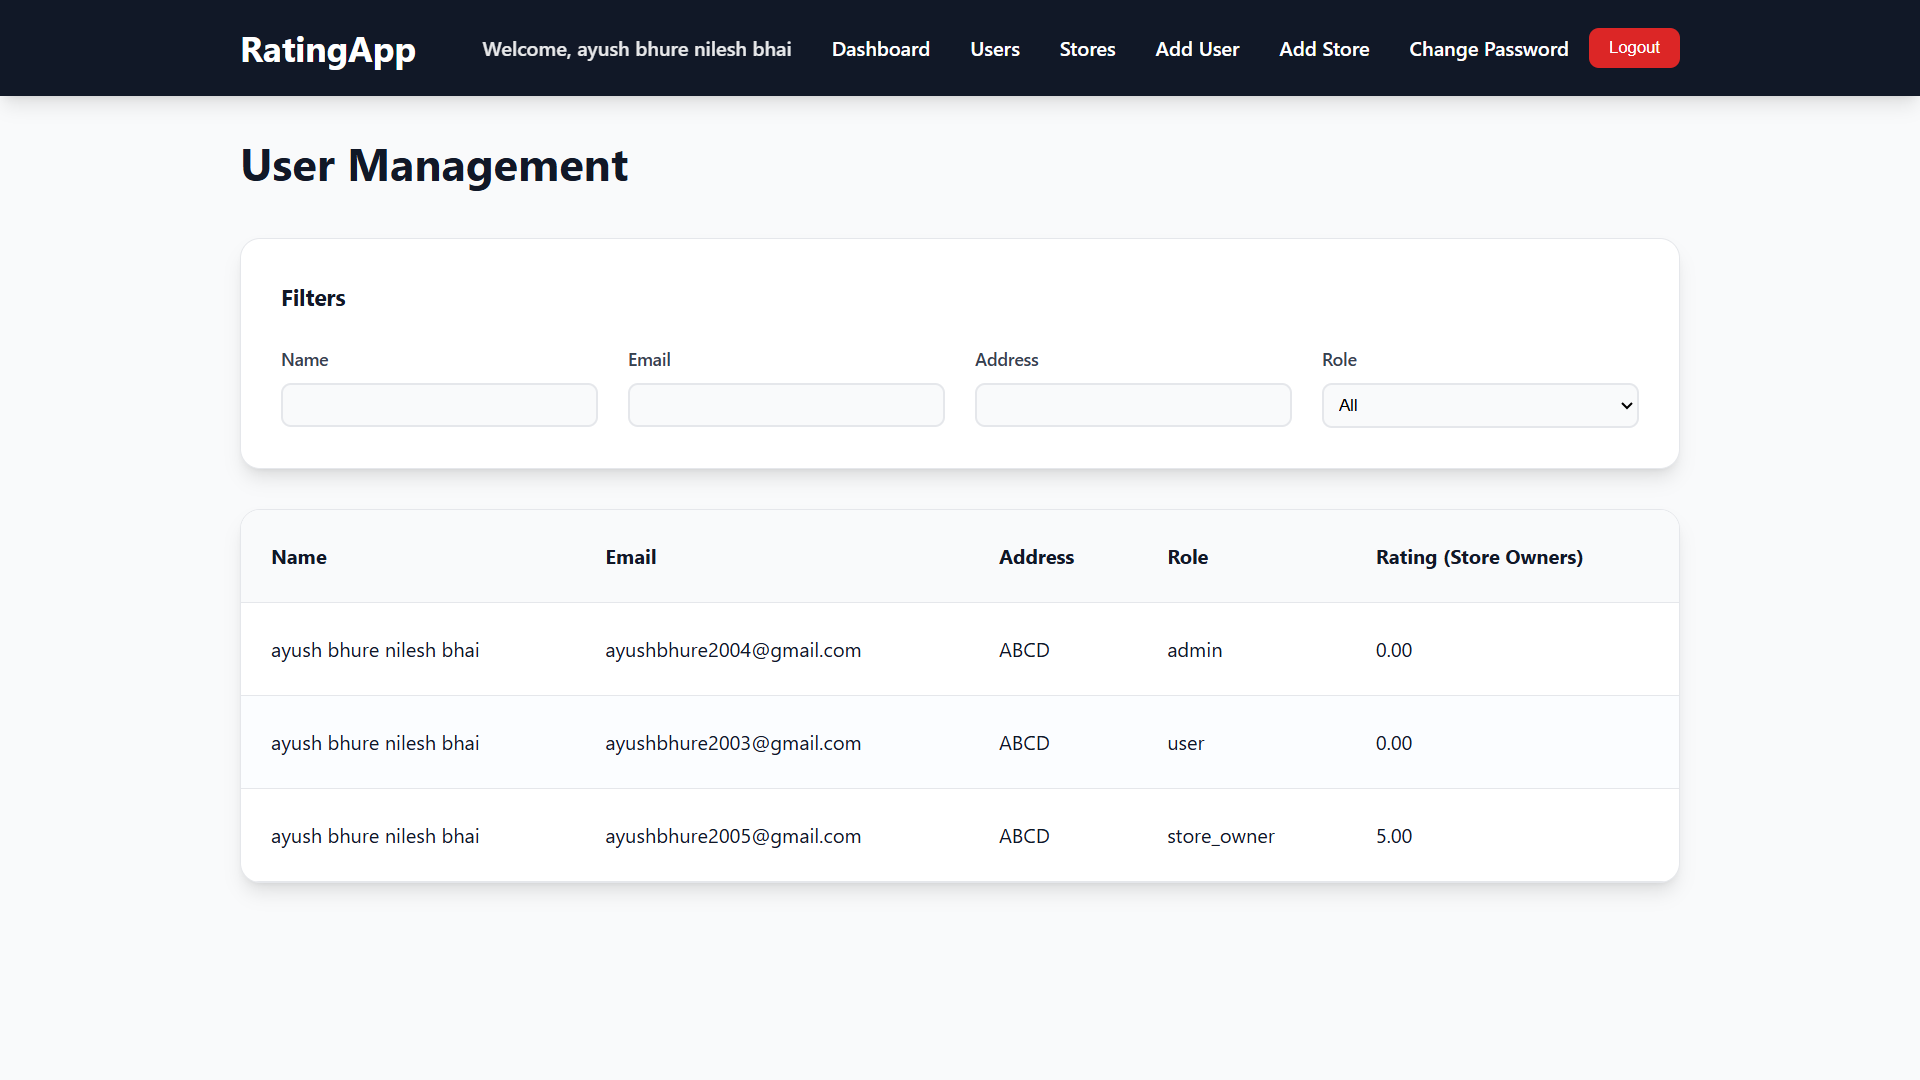 RatingApp Welcome, ayush bhure nilesh bhai Dashboard Users Stores Add User Add Store Change Password Logout
User Management
Filters
Name Email Address Role
All
Name Email Address Role Rating (Store Owners)
ayush bhure nilesh bhai ayushbhure2004@gmail.com ABCD admin 0.00
ayush bhure nilesh bhai ayushbhure2003@gmail.com ABCD user 0.00
ayush bhure nilesh bhai ayushbhure2005@gmail.com ABCD store_owner 5.00